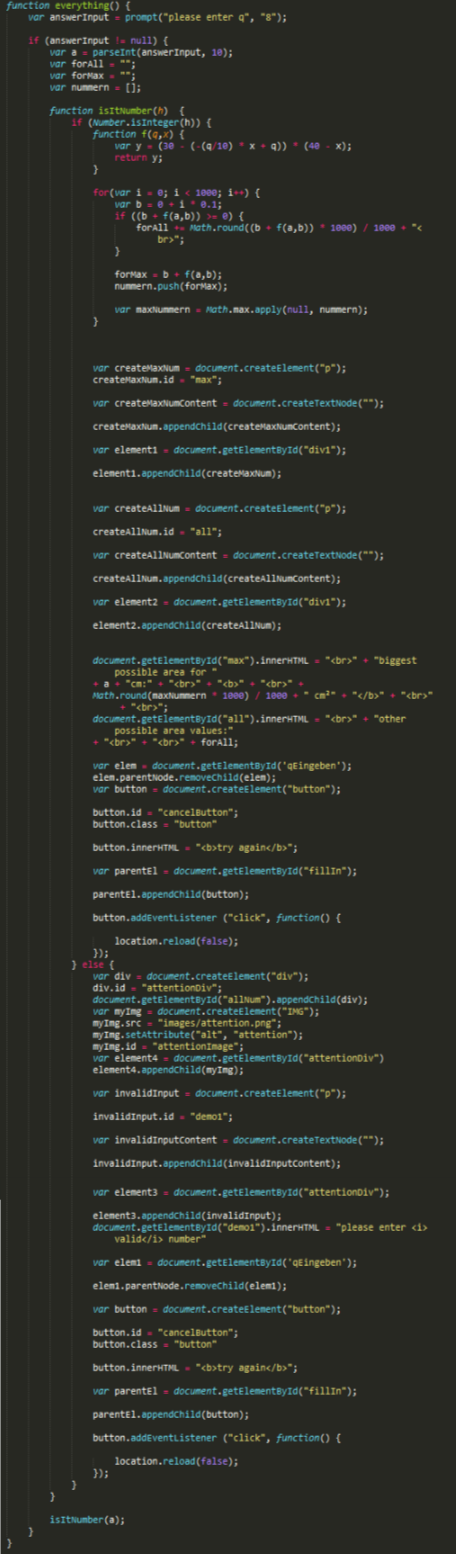 function everything() {
var answerInput = prompt("please enter q", "8");
if (answerInput != null) {
var a = parseInt(answerInput, 10);
var forAll = "";
var forMax = "";
var nummern = [];
function isItNumber(h) {
if (Number.isInteger(h)) {
function f(q,x) {
var y = (30 - (-(q/10) * x + q)) * (40 - x);
return y;
}
for(var i = 0; i < 1000; i++) {
var b = 0 + i * 0.1;
if ((b + f(a,b)) >= 0) {
forAll += Math.round((b + f(a,b)) * 1000) / 1000 + "<
br>";
}
forMax = b + f(a,b);
nummern.push(forMax);
var maxNummern = Math.max.apply(null, nummern);
}
var createMaxNum = document.createElement("p");
createMaxNum.id = "max";
var createMaxNumContent = document.createTextNode("");
createMaxNum.appendChild(createMaxNumContent);
var element1 = document.getElementById("div1");
element1.appendChild(createMaxNum);
var createAllNum = document.createElement("p");
createAllNum.id = "all";
var createAllNumContent = document.createTextNode("");
createAllNum.appendChild(createAllNumContent);
var element2 = document.getElementById("div1");
element2.appendChild(createAllNum);
document.getElementById("max").innerHTML = "<br>" + "biggest
possible area for "
+ a + "cm:" + "<br>" + "<b>" + "<br>" +
Math.round(maxNummern * 1000) / 1000 + " cm²" + "</b>" + "<br>"
+ "<br>";
document.getElementById("all").innerHTML = "<br>" + "other
possible area values:"
+ "<br>" + "<br>" + forAll;
var elem = document.getElementById('qEingeben');
elem.parentNode.removeChild(elem);
var button = document.createElement("button");
button.id = "cancelButton";
button.class = "button"
button.innerHTML = "<b>try again</b>";
var parentEl = document.getElementById("fillIn");
parentEl.appendChild(button);
button.addEventListener ("click", function() {
location.reload(false);
});
} else {
var div = document.createElement("div");
div.id = "attentionDiv";
document.getElementById("allNum").appendChild(div);
var myImg = document.createElement("IMG");
myImg.src = "images/attention.png";
myImg.setAttribute("alt", "attention");
myImg.id = "attentionImage";
var element4 = document.getElementById("attentionDiv")
element4.appendChild(myImg);
var invalidInput = document.createElement("p");
invalidInput.id = "demo1";
var invalidInputContent = document.createTextNode("");
invalidInput.appendChild(invalidInputContent);
var element3 = document.getElementById("attentionDiv");
element3.appendChild(invalidInput);
document.getElementById("demo1").innerHTML = "please enter <i>
valid</i> number"
var elem1 = document.getElementById('qEingeben');
elem1.parentNode.removeChild(elem1);
var button = document.createElement("button");
button.id = "cancelButton";
button.class = "button"
button.innerHTML = "<b>try again</b>";
var parentEl = document.getElementById("fillIn");
parentEl.appendChild(button);
button.addEventListener ("click", function() {
location.reload(false);
});
}
}
isItNumber(a);
}
}